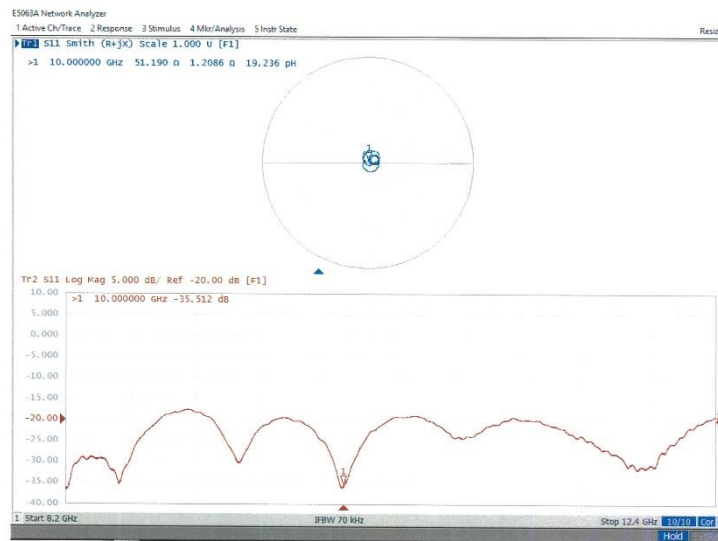 E5063A Network Analyzer
1 Active Ch/Trace 2 Response 3 Stimulus 4 Mkr/Analysis 5 Instr State
Resiz
Tr1 S11 Smith (R+jX) Scale 1.000 U [F1]
>1 10.000000 GHz 51.190 Ω 1.2086 Ω 19.236 pH
1
Tr2 S11 Log Mag 5.000 dB/ Ref -20.00 dB [F1]
10.00
>1 10.000000 GHz -35.512 dB
5.000
0.000
-5.000
-10.00
-15.00
-20.00
-25.00
-30.00
-35.00
1
-40.00
1 Start 8.2 GHz IFBW 70 kHz Stop 12.4 GHz 10/10 Cor
Hold